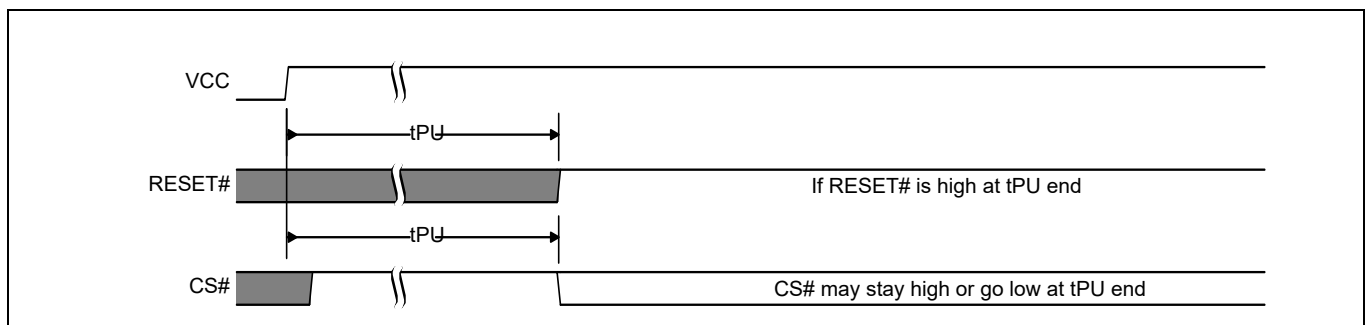 VCC
tPU
RESET#
If RESET# is high at tPU end
tPU
CS#
CS# may stay high or go low at tPU end